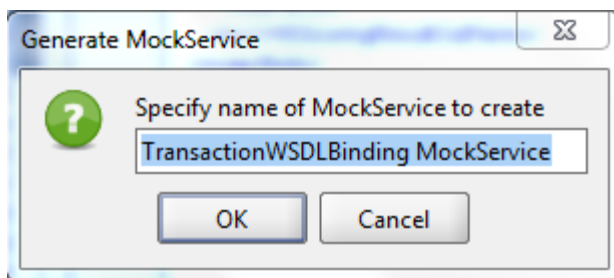 Generate MockService
Specify name of MockService to create
TransactionWSDLBinding MockService
OK
Cancel